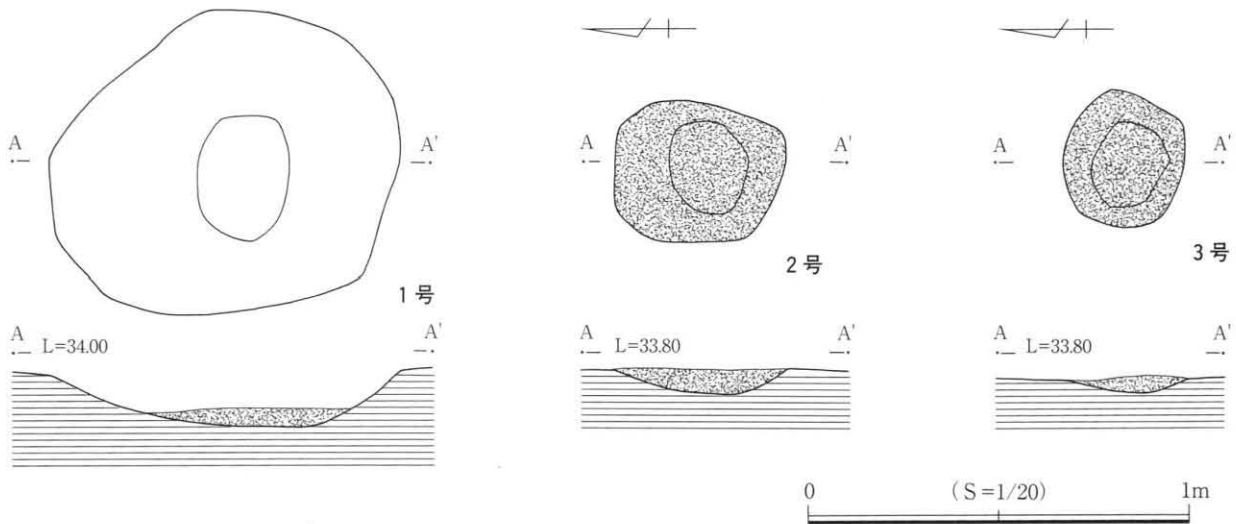 A A'
A A'
A A'
1 号
2 号
3 号
A A'
L=34.00
A A'
L=33.80
A A'
L=33.80
0 (S=1/20) 1m